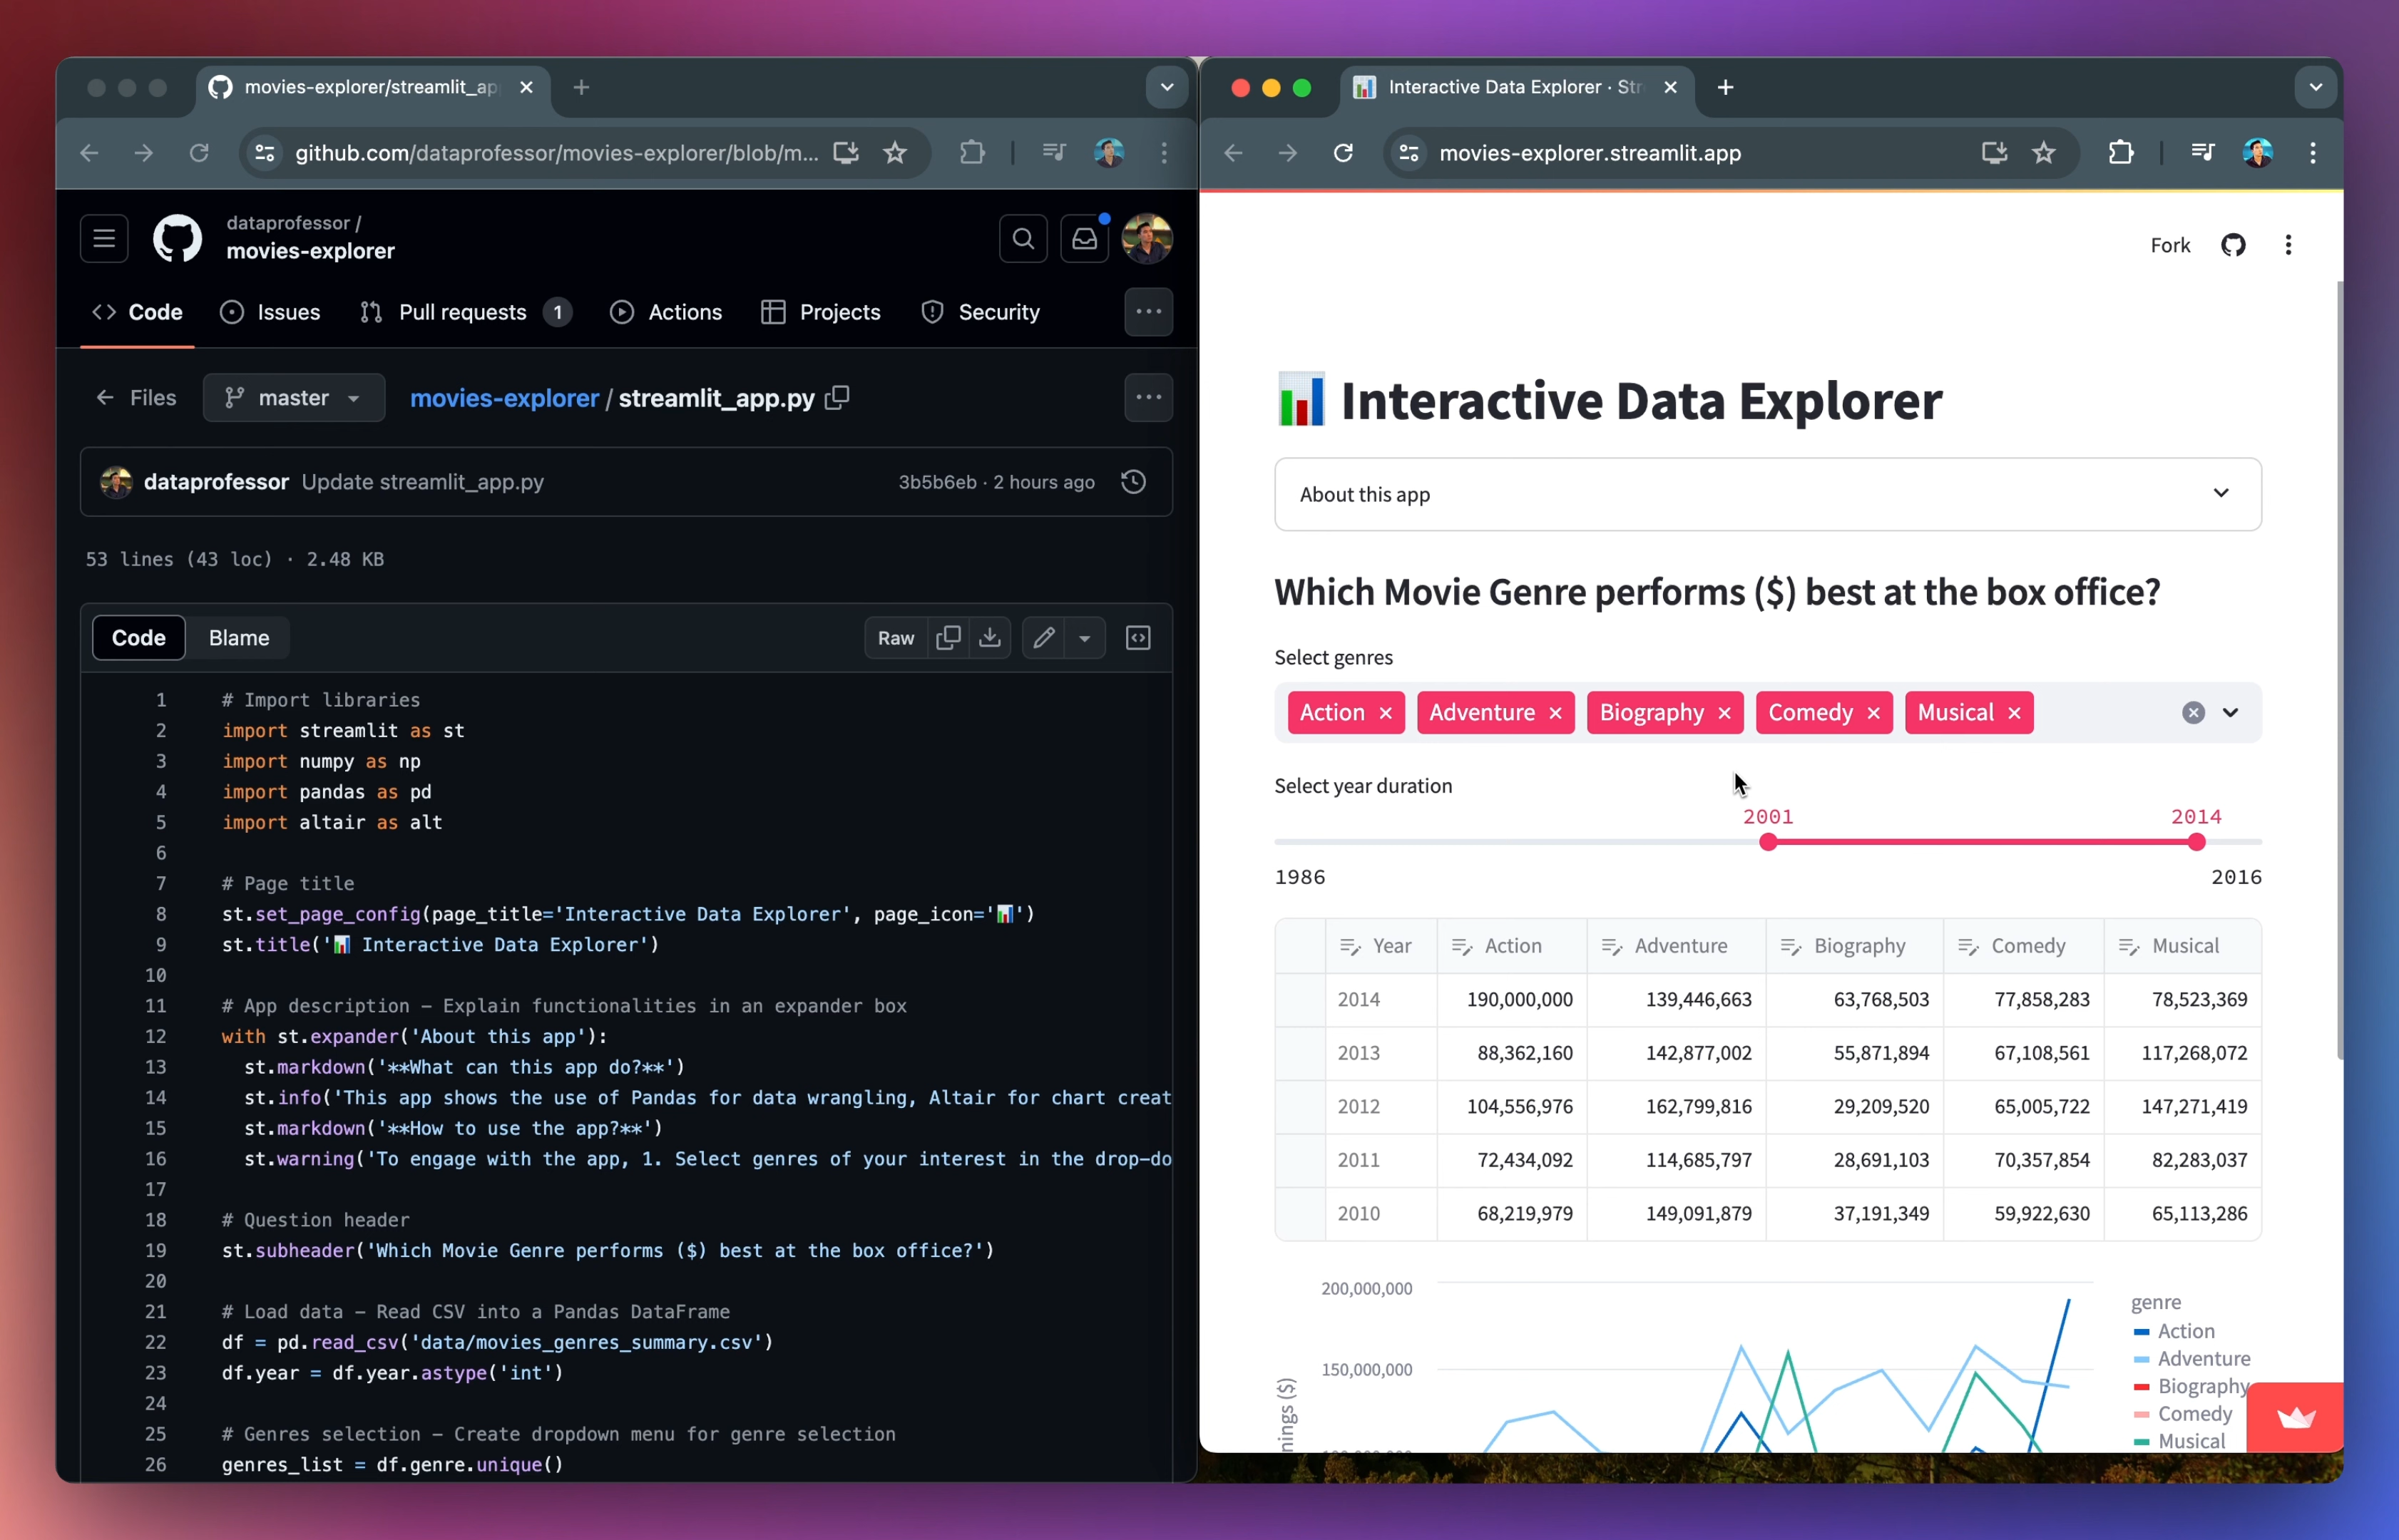 movies-explorer/streamlit_ap
github.com/dataprofessor/movies-explorer/blob/m...
dataprofessor /
movies-explorer
Code
Issues
Pull requests 1
Actions
Projects
Security
Files
master
movies-explorer / streamlit_app.py
dataprofessor Update streamlit_app.py
3b5b6eb · 2 hours ago
53 lines (43 loc) · 2.48 KB
Code Blame
Raw
1 # Import libraries
2 import streamlit as st
3 import numpy as np
4 import pandas as pd
5 import altair as alt
6
7 # Page title
8 st.set_page_config(page_title='Interactive Data Explorer', page_icon='📊')
9 st.title('📊 Interactive Data Explorer')
10
11 # App description - Explain functionalities in an expander box
12 with st.expander('About this app'):
13 st.markdown('**What can this app do?**')
14 st.info('This app shows the use of Pandas for data wrangling, Altair for chart creat
15 st.markdown('**How to use the app?**')
16 st.warning('To engage with the app, 1. Select genres of your interest in the drop-do
17
18 # Question header
19 st.subheader('Which Movie Genre performs ($) best at the box office?')
20
21 # Load data - Read CSV into a Pandas DataFrame
22 df = pd.read_csv('data/movies_genres_summary.csv')
23 df.year = df.year.astype('int')
24
25 # Genres selection - Create dropdown menu for genre selection
26 genres_list = df.genre.unique()
Interactive Data Explorer · Str
movies-explorer.streamlit.app
Fork
📊 Interactive Data Explorer
About this app
Which Movie Genre performs ($) best at the box office?
Select genres
Action Adventure Biography Comedy Musical
Select year duration
2001 2014
1986 2016
Year Action Adventure Biography Comedy Musical
2014 190,000,000 139,446,663 63,768,503 77,858,283 78,523,369
2013 88,362,160 142,877,002 55,871,894 67,108,561 117,268,072
2012 104,556,976 162,799,816 29,209,520 65,005,722 147,271,419
2011 72,434,092 114,685,797 28,691,103 70,357,854 82,283,037
2010 68,219,979 149,091,879 37,191,349 59,922,630 65,113,286
200,000,000
150,000,000
nings ($)
genre
Action
Adventure
Biography
Comedy
Musical